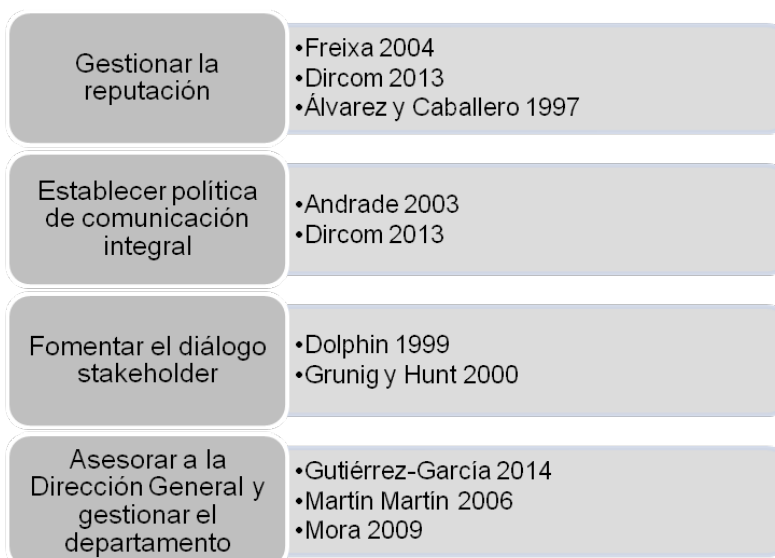 Gestionar la
reputación
•Freixa 2004
•Dircom 2013
•Álvarez y Caballero 1997
Establecer política
de comunicación
integral
•Andrade 2003
•Dircom 2013
Fomentar el diálogo
stakeholder
•Dolphin 1999
•Grunig y Hunt 2000
Asesorar a la
Dirección General y
gestionar el
departamento
•Gutiérrez-García 2014
•Martín Martín 2006
•Mora 2009